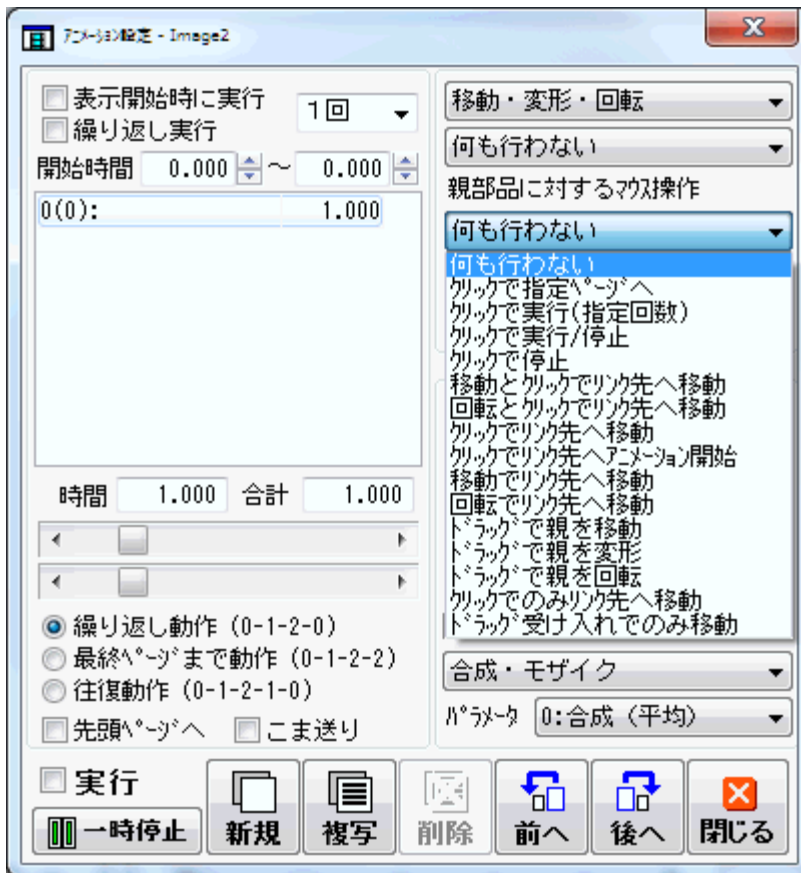 ｱﾆﾒｰｼｮﾝ設定 - Image2
表示開始時に実行
繰り返し実行
1回
開始時間 0.000 ～ 0.000
0(0): 1.000
時間 1.000 合計 1.000
繰り返し動作 (0-1-2-0)
最終ﾍﾟｰｼﾞまで動作 (0-1-2-2)
往復動作 (0-1-2-1-0)
先頭ﾍﾟｰｼﾞへ こま送り
移動・変形・回転
何も行わない
親部品に対するﾏｳｽ操作
何も行わない
何も行わない
ｸﾘｯｸで指定ﾍﾟｰｼﾞへ
ｸﾘｯｸで実行(指定回数)
ｸﾘｯｸで実行/停止
ｸﾘｯｸで停止
移動とｸﾘｯｸでﾘﾝｸ先へ移動
回転とｸﾘｯｸでﾘﾝｸ先へ移動
ｸﾘｯｸでﾘﾝｸ先へ移動
ｸﾘｯｸでﾘﾝｸ先へｱﾆﾒｰｼｮﾝ開始
移動でﾘﾝｸ先へ移動
回転でﾘﾝｸ先へ移動
ﾄﾞﾗｯｸﾞで親を移動
ﾄﾞﾗｯｸﾞで親を変形
ﾄﾞﾗｯｸﾞで親を回転
ｸﾘｯｸでのみﾘﾝｸ先へ移動
ﾄﾞﾗｯｸﾞ受け入れでのみ移動
合成・モザイク
ﾊﾟﾗﾒｰﾀ 0:合成（平均）
実行
一時停止
新規 複写 削除 前へ 後へ 閉じる